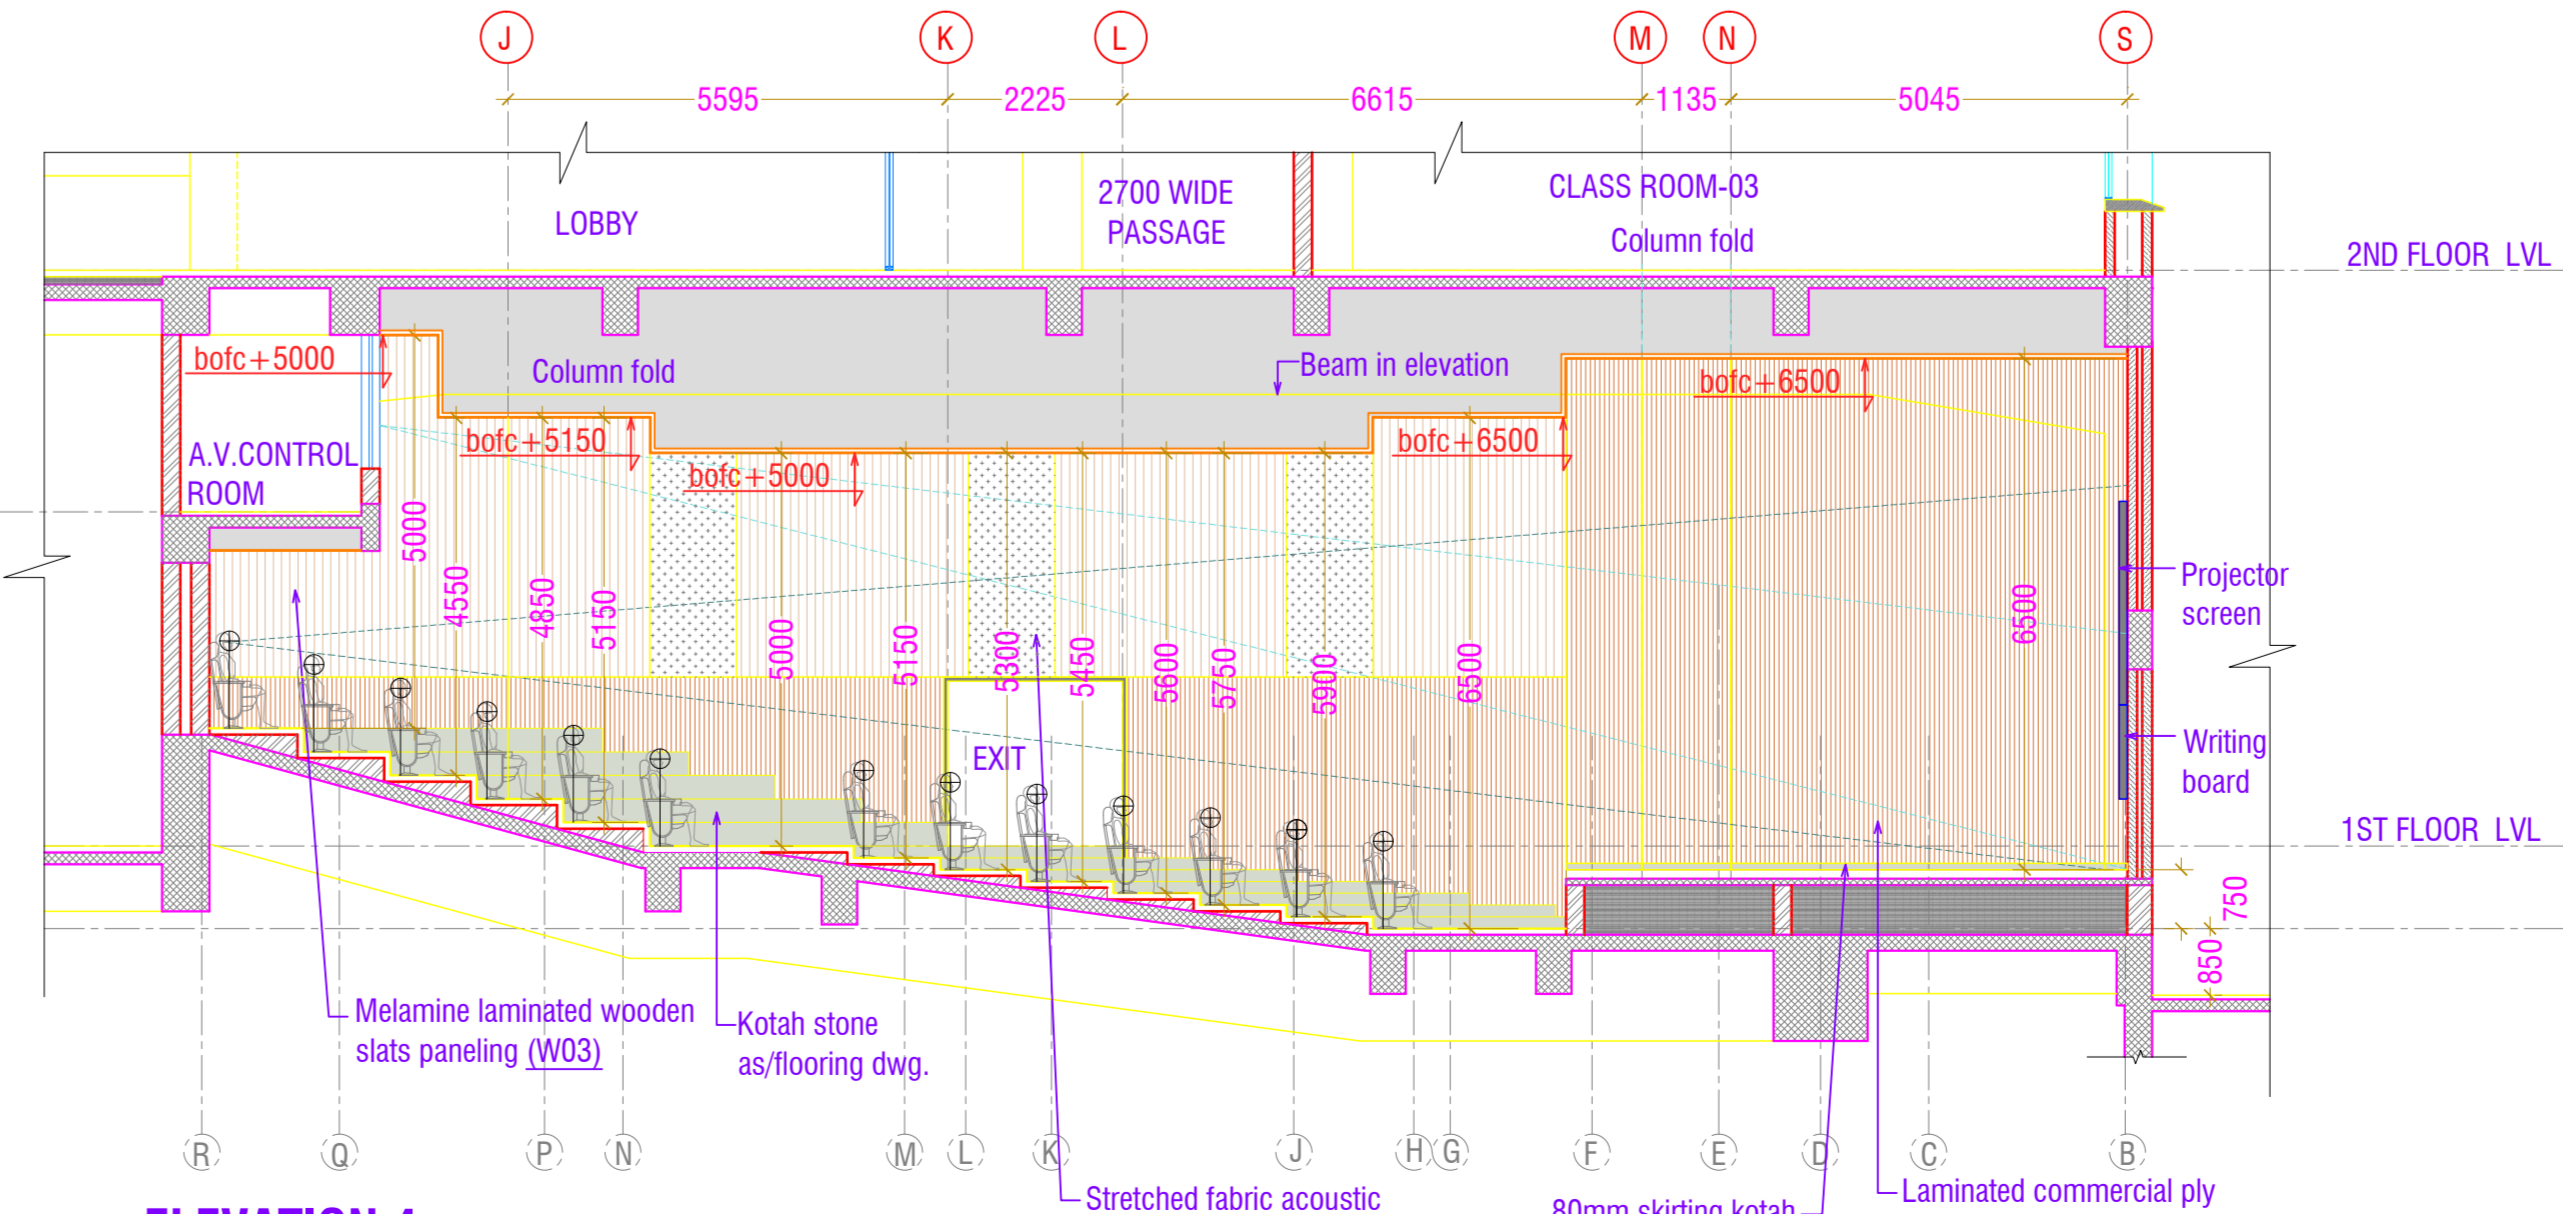 J
K
L
M
N
S
5595
2225
6615
1135
5045
LOBBY
2700 WIDE
PASSAGE
CLASS ROOM-03
Column fold
2ND FLOOR LVL
bofc+5000
Column fold
Beam in elevation
bofc+6500
bofc+5150
bofc+5000
bofc+6500
A.V.CONTROL
ROOM
5000
4550
4850
5150
5000
5150
5300
5450
5600
5750
5900
6500
6500
Projector
screen
EXIT
Writing
board
1ST FLOOR LVL
750
850
Melamine laminated wooden
slats paneling (W03)
Kotah stone
as/flooring dwg.
R
Q
P
N
M
L
K
J
H
G
F
E
D
C
B
Stretched fabric acoustic
80mm skirting kotah
Laminated commercial ply